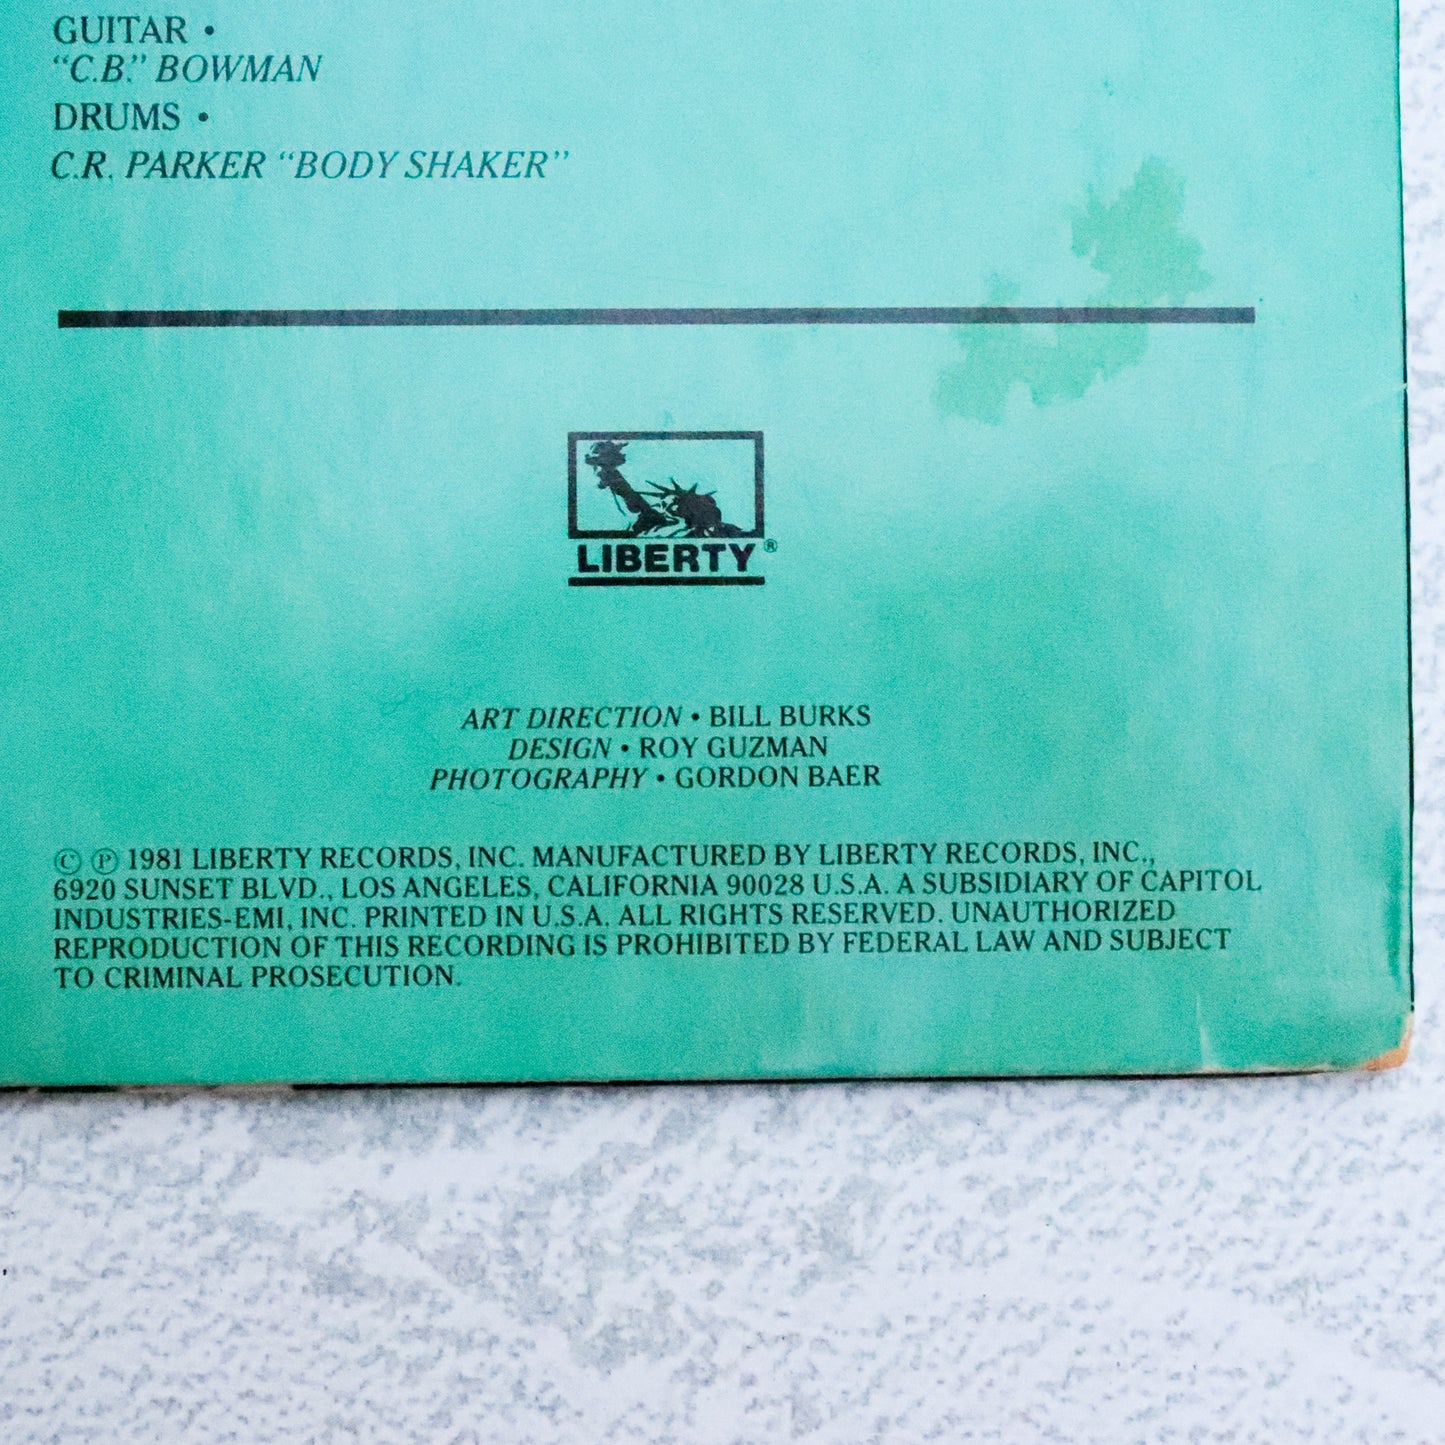 GUITAR •
“C.B.” BOWMAN
DRUMS •
C.R. PARKER “BODY SHAKER”
LIBERTY®
ART DIRECTION • BILL BURKS
DESIGN • ROY GUZMAN
PHOTOGRAPHY • GORDON BAER
© ℗ 1981 LIBERTY RECORDS, INC. MANUFACTURED BY LIBERTY RECORDS, INC.,
6920 SUNSET BLVD., LOS ANGELES, CALIFORNIA 90028 U.S.A. A SUBSIDIARY OF CAPITOL
INDUSTRIES-EMI, INC. PRINTED IN U.S.A. ALL RIGHTS RESERVED. UNAUTHORIZED
REPRODUCTION OF THIS RECORDING IS PROHIBITED BY FEDERAL LAW AND SUBJECT
TO CRIMINAL PROSECUTION.